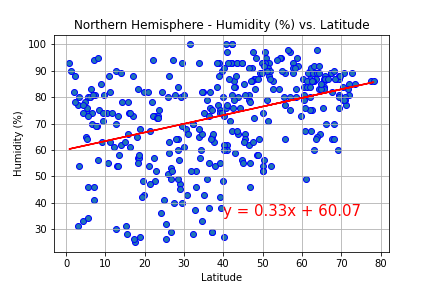 Northern Hemisphere - Humidity (%) vs. Latitude
100
90
80
70
60
50
40
30
Humidity (%)
y = 0.33x + 60.07
0 10 20 30 40 50 60 70 80
Latitude